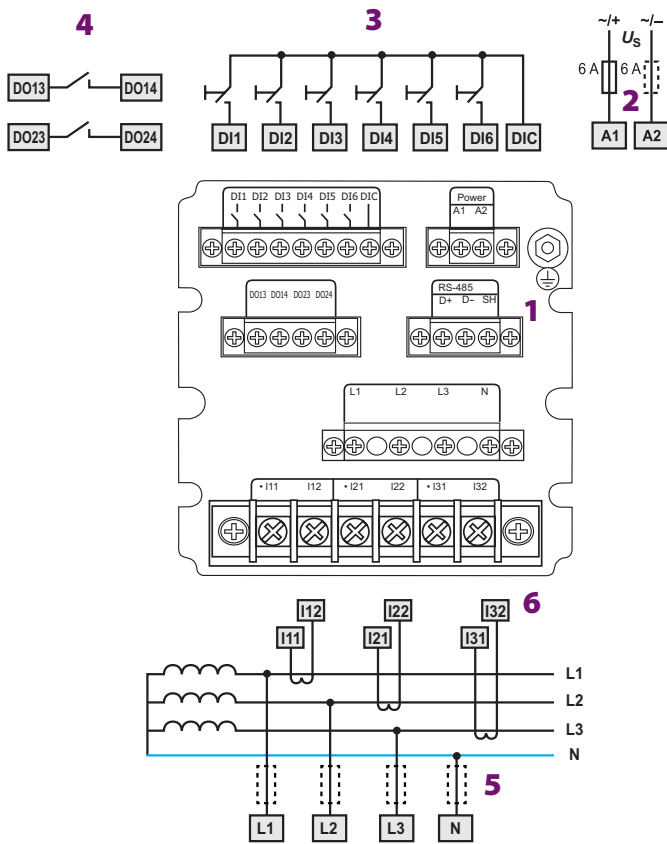 4
3
~/+ ~/–
U_S
6 A 6 A
2
DO13 DO14
DO23 DO24
DI1 DI2 DI3 DI4 DI5 DI6 DIC
A1 A2
DI1 DI2 DI3 DI4 DI5 DI6 DIC
Power
A1 A2
DO13 DO14 DO23 DO24
RS-485
D+ D– SH
1
L1 L2 L3 N
• I11 I12 • I21 I22 • I31 I32
6
I12 I22 I32
I11 I21 I31
L1
L2
L3
N
5
L1 L2 L3 N